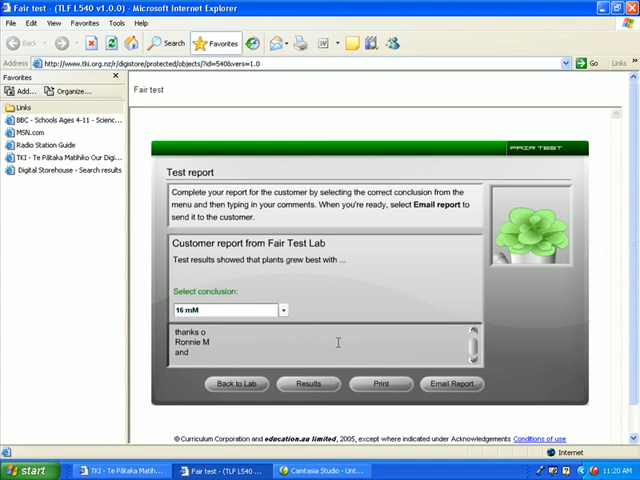 Fair test - (TLF L540 v1.0.0) - Microsoft Internet Explorer
File Edit View Favorites Tools Help
Back Search Favorites
Address http://www.tki.org.nz/r/digistore/protected/objects/?id=540&vers=1.0 Go Links
Favorites
Add... Organize...
Links
BBC - Schools Ages 4-11 - Scienc...
MSN.com
Radio Station Guide
TKI - Te Pātaka Matihiko Our Digi...
Digital Storehouse - Search results
Fair test
FAIR TEST
Test report
Complete your report for the customer by selecting the correct conclusion from the
menu and then typing in your comments. When you're ready, select Email report to
send it to the customer.
Customer report from Fair Test Lab
Test results showed that plants grew best with ...
Select conclusion:
16 mM
thanks o
Ronnie M
and
Back to Lab Results Print Email Report
© Curriculum Corporation and education.au limited, 2005, except where indicated under Acknowledgements Conditions of use
Internet
start TKI - Te Pātaka Matih... Fair test - (TLF L540 ... Camtasia Studio - Unt... 11:20 AM